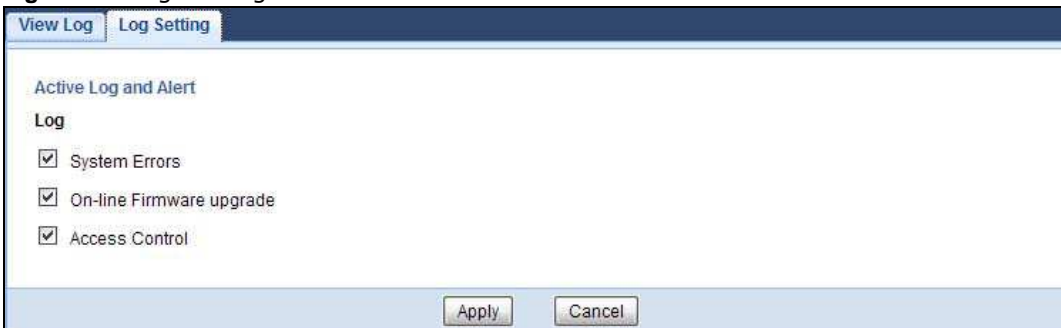 View Log Log Setting
Active Log and Alert
Log
System Errors
On-line Firmware upgrade
Access Control
Apply Cancel